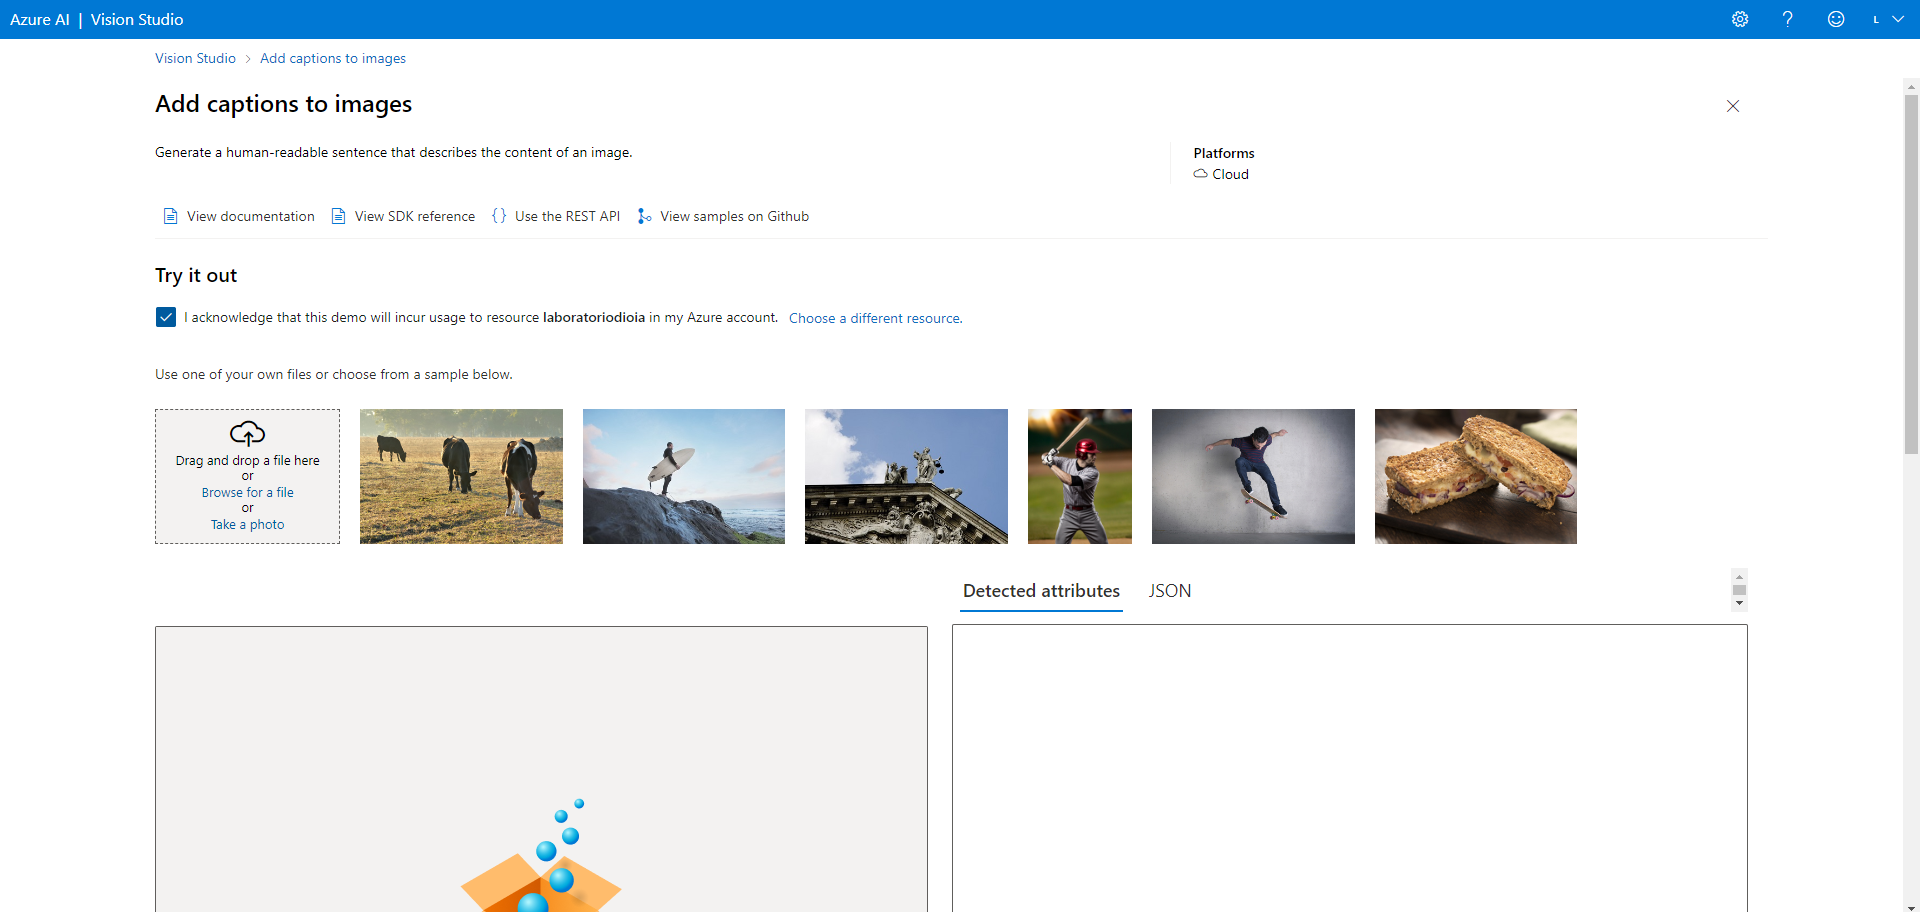 Azure AI | Vision Studio
L
Vision Studio > Add captions to images
Add captions to images
Generate a human-readable sentence that describes the content of an image.
Platforms
Cloud
View documentation View SDK reference {} Use the REST API View samples on Github
Try it out
I acknowledge that this demo will incur usage to resource laboratoriodioia in my Azure account. Choose a different resource.
Use one of your own files or choose from a sample below.
Drag and drop a file here
or
Browse for a file
or
Take a photo
Detected attributes JSON